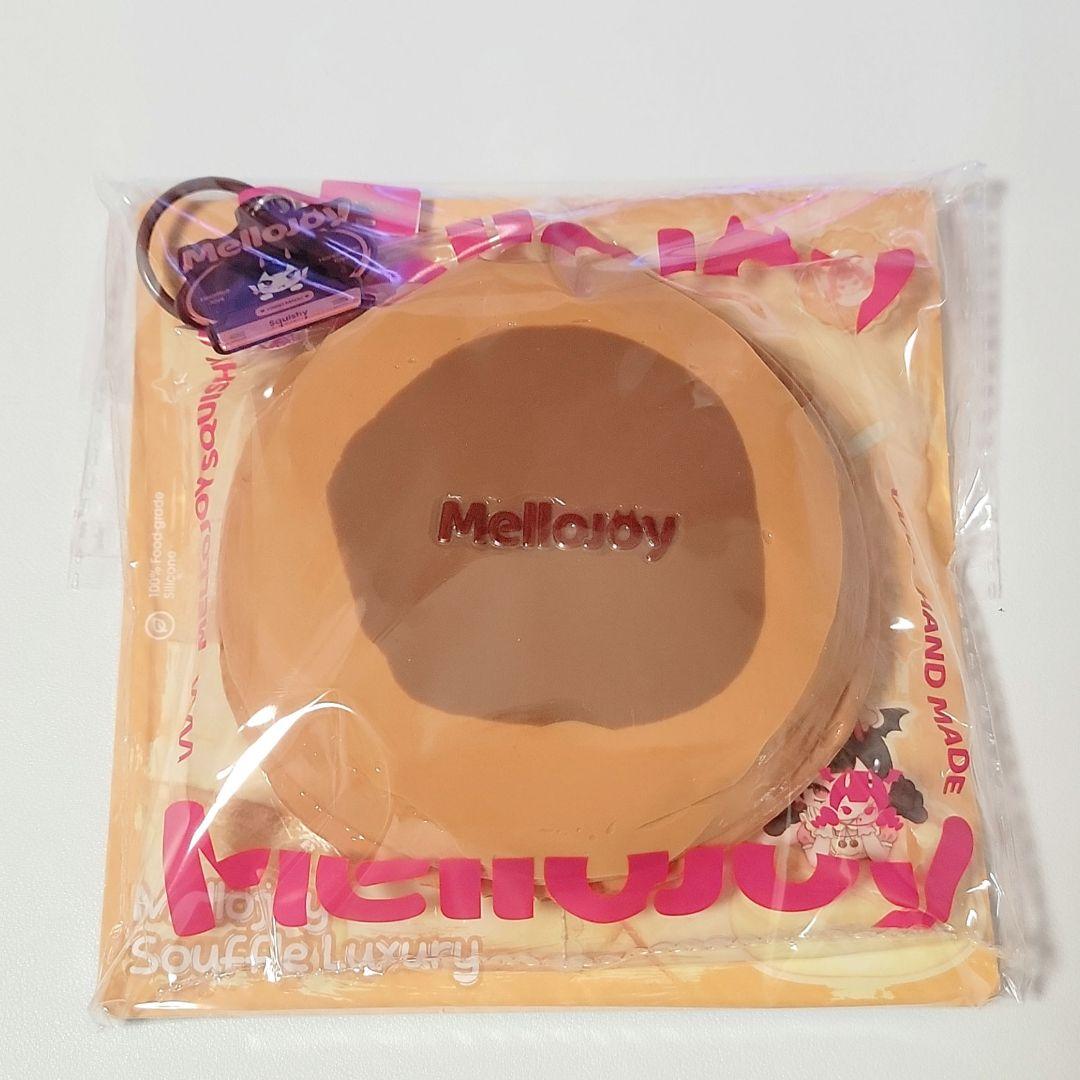 Mellojoy
Squishy
MELLOJOY SQUISHY
100% Food-grade
Silicone
Mellojoy
HAND MADE
Mellojoy
Mellojoy
Souffle Luxury